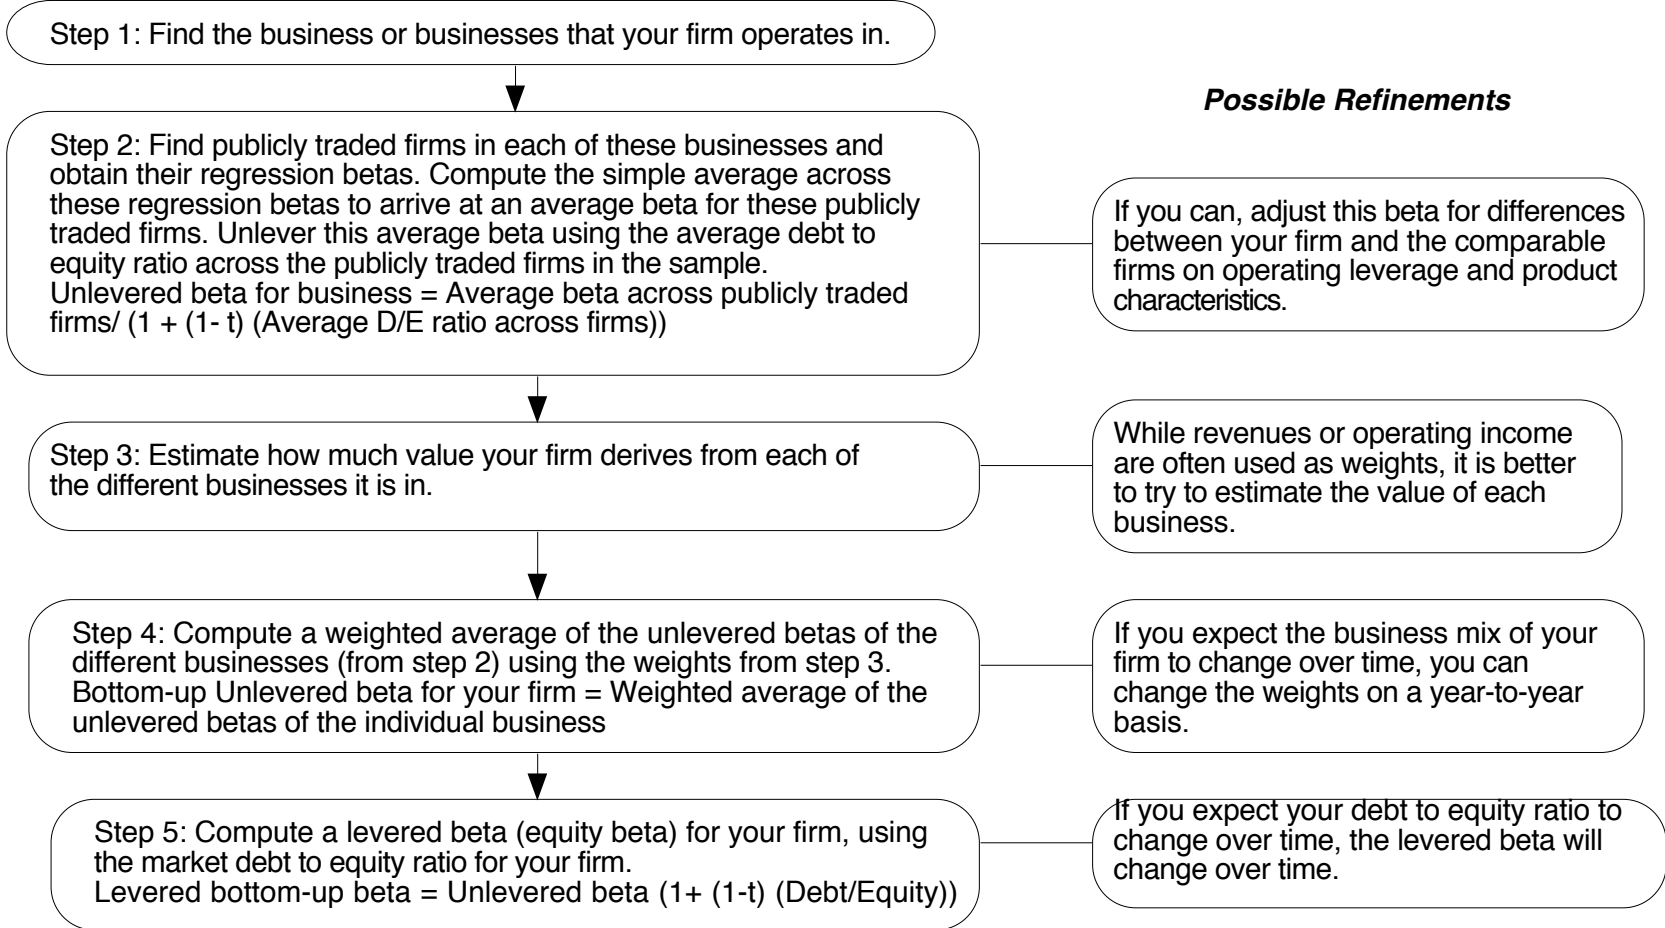 Step 1: Find the business or businesses that your firm operates in.
Possible Refinements
Step 2: Find publicly traded firms in each of these businesses and
obtain their regression betas. Compute the simple average across
these regression betas to arrive at an average beta for these publicly
traded firms. Unlever this average beta using the average debt to
equity ratio across the publicly traded firms in the sample.
Unlevered beta for business = Average beta across publicly traded
firms/ (1 + (1- t) (Average D/E ratio across firms))
If you can, adjust this beta for differences
between your firm and the comparable
firms on operating leverage and product
characteristics.
Step 3: Estimate how much value your firm derives from each of
the different businesses it is in.
While revenues or operating income
are often used as weights, it is better
to try to estimate the value of each
business.
Step 4: Compute a weighted average of the unlevered betas of the
different businesses (from step 2) using the weights from step 3.
Bottom-up Unlevered beta for your firm = Weighted average of the
unlevered betas of the individual business
If you expect the business mix of your
firm to change over time, you can
change the weights on a year-to-year
basis.
Step 5: Compute a levered beta (equity beta) for your firm, using
the market debt to equity ratio for your firm.
Levered bottom-up beta = Unlevered beta (1+ (1-t) (Debt/Equity))
If you expect your debt to equity ratio to
change over time, the levered beta will
change over time.